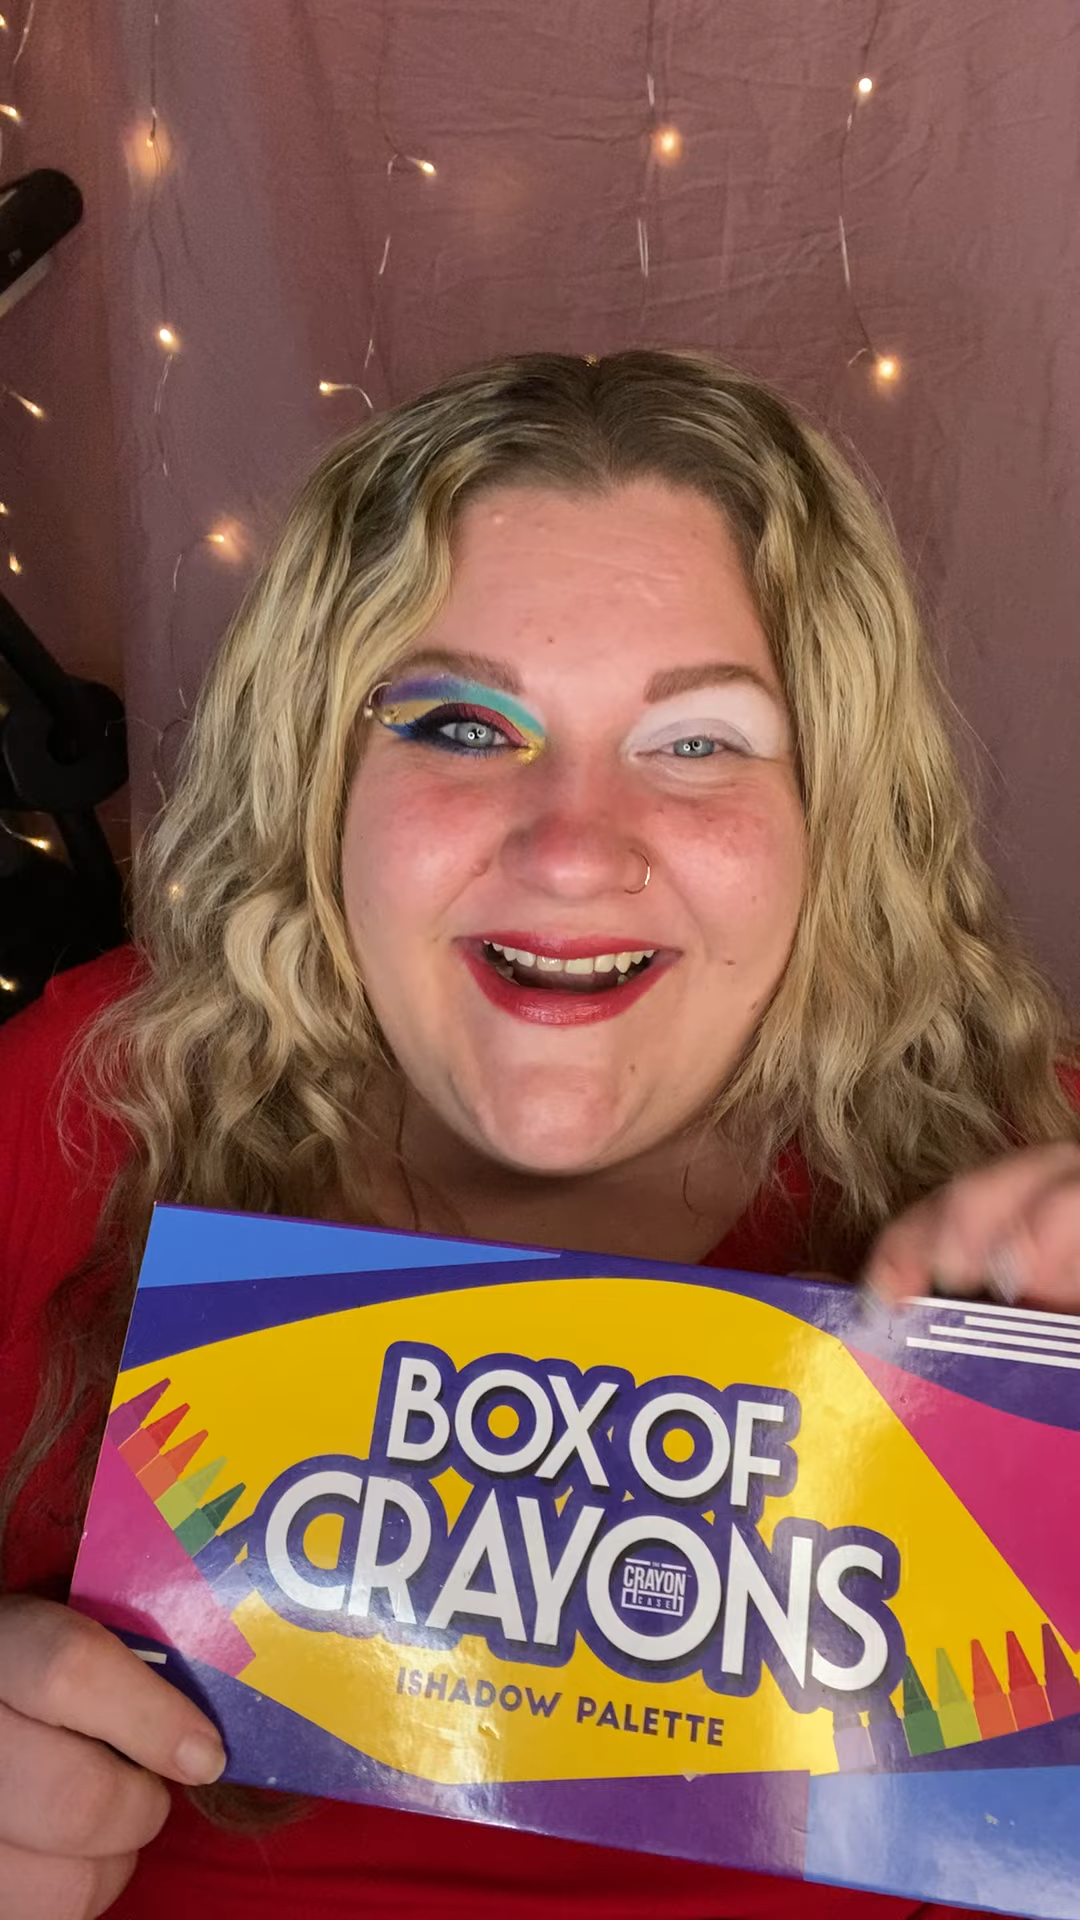 BOX OF
CRAYONS
THE
CRAYON
CASE
ISHADOW PALETTE